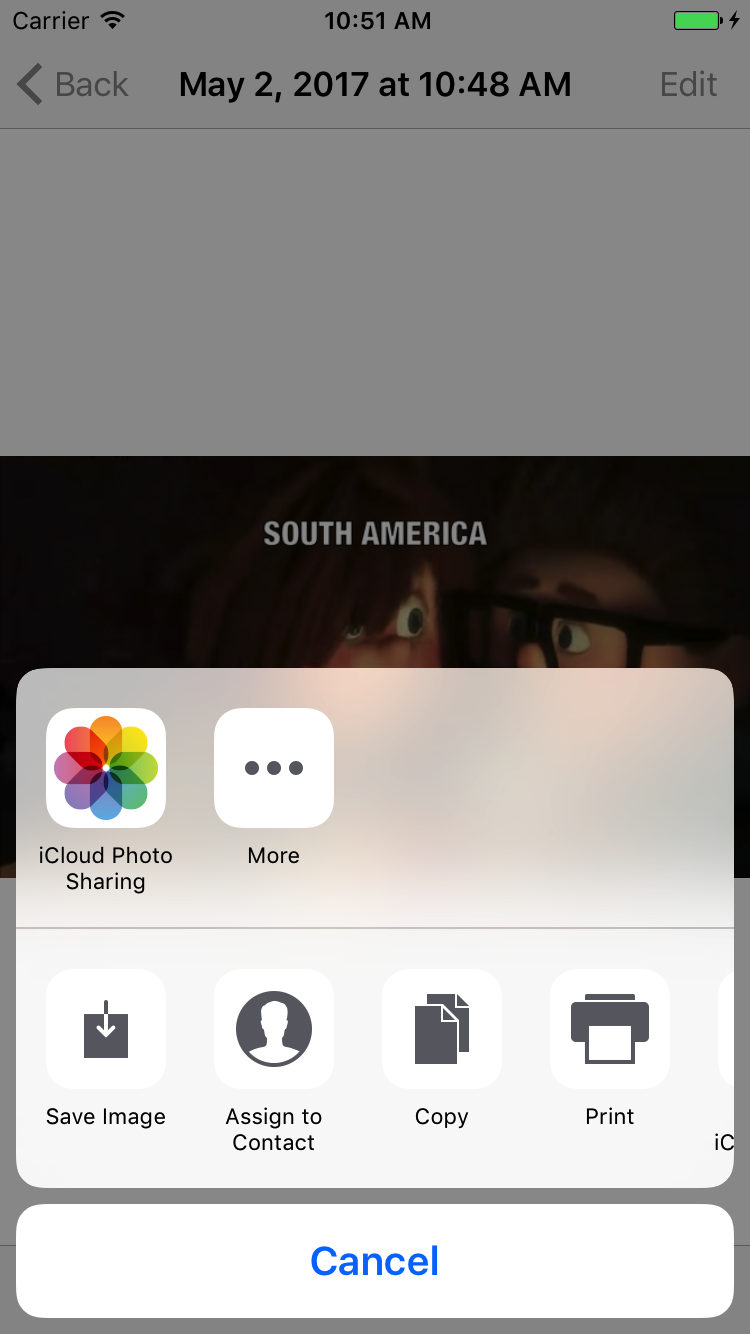 Carrier 10:51 AM
Back May 2, 2017 at 10:48 AM Edit
SOUTH AMERICA
iCloud Photo
Sharing
More
Save Image
Assign to
Contact
Copy
Print
iC
Cancel